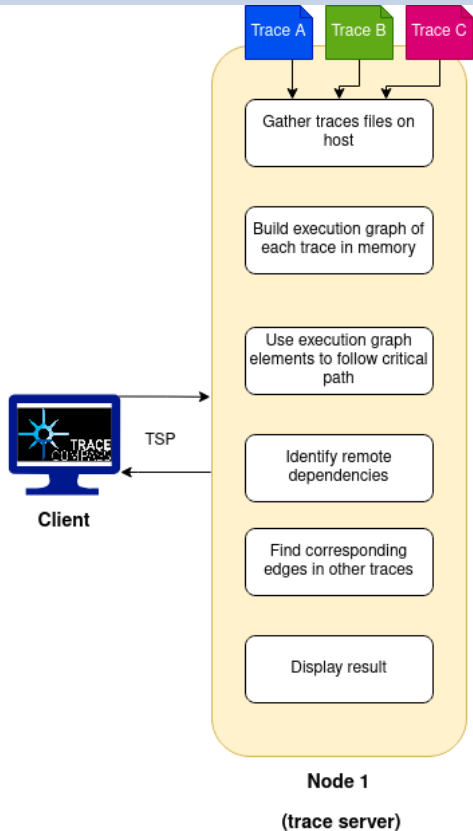 Trace A
Trace B
Trace C
Gather traces files on
host
Build execution graph of
each trace in memory
Use execution graph
elements to follow critical
path
TSP
TRACE
COMPASS
Client
Identify remote
dependencies
Find corresponding
edges in other traces
Display result
Node 1
(trace server)